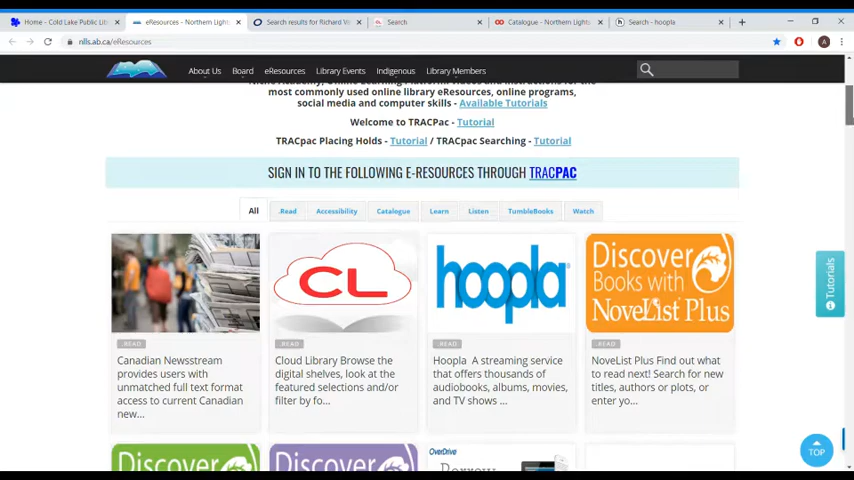 Home - Cold Lake Public Lib
eResources - Northern Lights
Search results for Richard W
Search
Catalogue - Northern Lights
Search - hoopla
nlls.ab.ca/eResources
About Us Board eResources Library Events Indigenous Library Members
Search
most commonly used online library eResources, online programs,
social media and computer skills - Available Tutorials
Welcome to TRACPac - Tutorial
TRACpac Placing Holds - Tutorial / TRACpac Searching - Tutorial
SIGN IN TO THE FOLLOWING E-RESOURCES THROUGH TRACPAC
All .Read Accessibility Catalogue Learn Listen TumbleBooks Watch
CL
hoopla
Discover
Books with
NoveList Plus
.READ
Canadian Newsstream
provides users with
unmatched full text format
access to current Canadian
new...
.READ
Cloud Library Browse the
digital shelves, look at the
featured selections and/or
filter by fo...
.READ
Hoopla A streaming service
that offers thousands of
audiobooks, albums, movies,
and TV shows ...
.READ
NoveList Plus Find out what
to read next! Search for new
titles, authors or plots, or
enter yo...
Tutorials
TOP
Discover
Discover
OverDrive